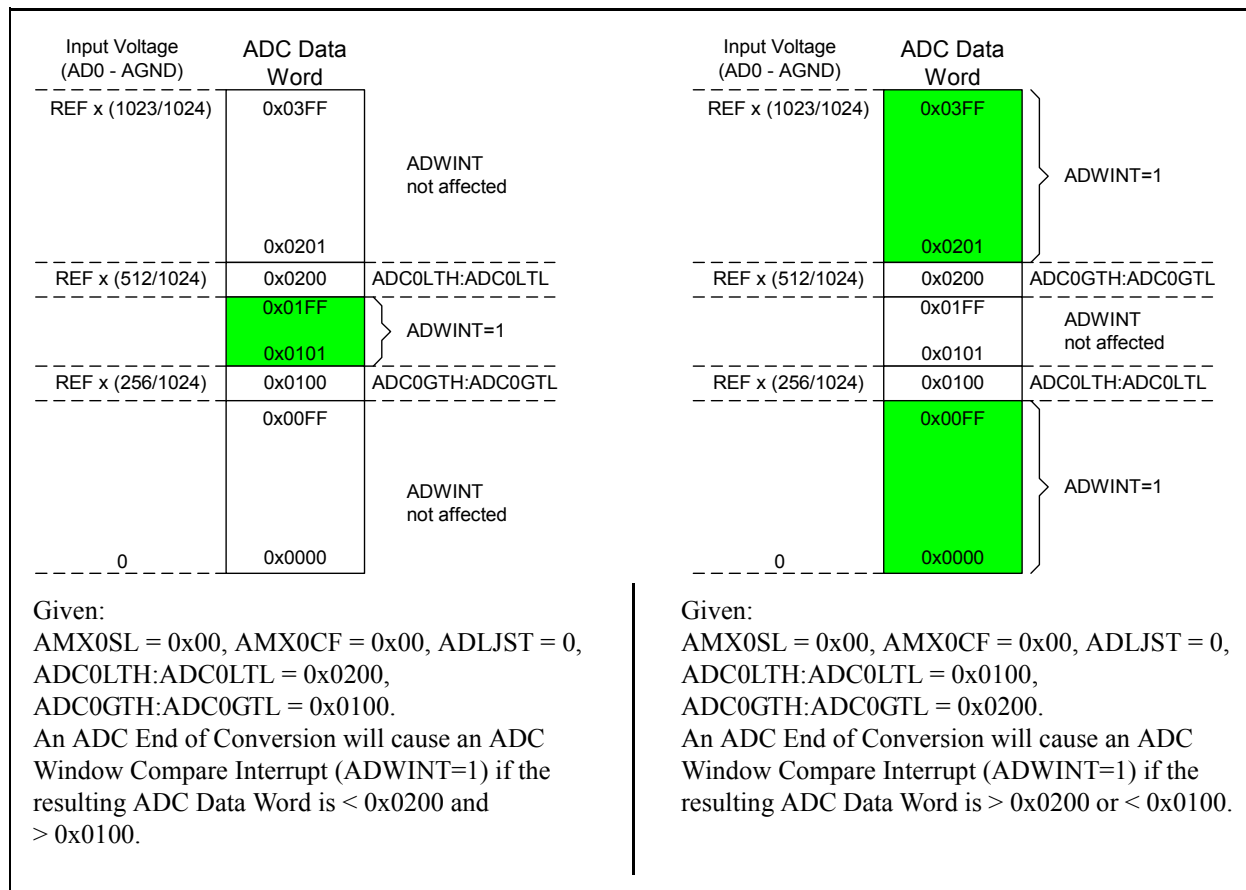 Input Voltage
(AD0 - AGND)
ADC Data
Word
REF x (1023/1024)
0x03FF
ADWINT
not affected
0x0201
REF x (512/1024)
0x0200
ADC0LTH:ADC0LTL
0x01FF
ADWINT=1
0x0101
REF x (256/1024)
0x0100
ADC0GTH:ADC0GTL
0x00FF
ADWINT
not affected
0
0x0000
Given:
AMX0SL = 0x00, AMX0CF = 0x00, ADLJST = 0,
ADC0LTH:ADC0LTL = 0x0200,
ADC0GTH:ADC0GTL = 0x0100.
An ADC End of Conversion will cause an ADC
Window Compare Interrupt (ADWINT=1) if the
resulting ADC Data Word is < 0x0200 and
> 0x0100.
Input Voltage
(AD0 - AGND)
ADC Data
Word
REF x (1023/1024)
0x03FF
ADWINT=1
0x0201
REF x (512/1024)
0x0200
ADC0GTH:ADC0GTL
0x01FF
ADWINT
not affected
0x0101
REF x (256/1024)
0x0100
ADC0LTH:ADC0LTL
0x00FF
ADWINT=1
0
0x0000
Given:
AMX0SL = 0x00, AMX0CF = 0x00, ADLJST = 0,
ADC0LTH:ADC0LTL = 0x0100,
ADC0GTH:ADC0GTL = 0x0200.
An ADC End of Conversion will cause an ADC
Window Compare Interrupt (ADWINT=1) if the
resulting ADC Data Word is > 0x0200 or < 0x0100.